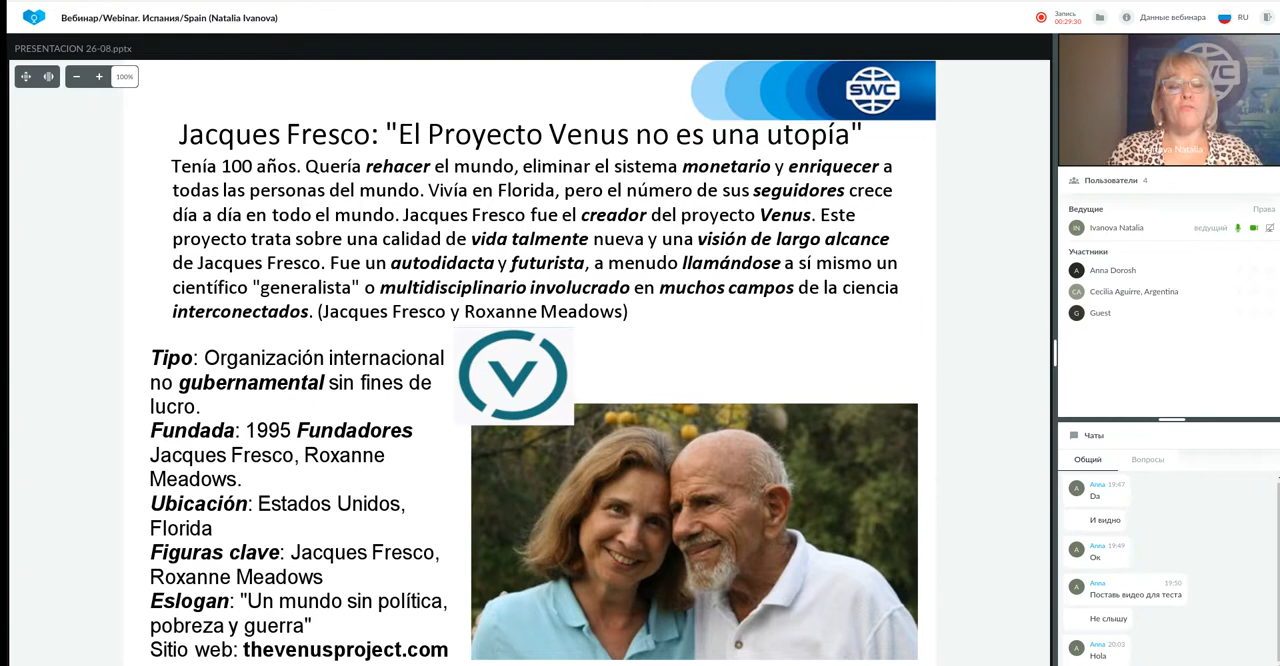 Вебинар/Webinar. Испания/Spain (Natalia Ivanova)
Запись
00:29:30
Данные вебинара
RU
PRESENTACION 26-08.pptx
100%
SWC
Jacques Fresco: "El Proyecto Venus no es una utopía"
Tenía 100 años. Quería rehacer el mundo, eliminar el sistema monetario y enriquecer a
todas las personas del mundo. Vivía en Florida, pero el número de sus seguidores crece
día a día en todo el mundo. Jacques Fresco fue el creador del proyecto Venus. Este
proyecto trata sobre una calidad de vida talmente nueva y una visión de largo alcance
de Jacques Fresco. Fue un autodidacta y futurista, a menudo llamándose a sí mismo un
científico "generalista" o multidisciplinario involucrado en muchos campos de la ciencia
interconectados. (Jacques Fresco y Roxanne Meadows)
Tipo: Organización internacional
no gubernamental sin fines de
lucro.
Fundada: 1995 Fundadores
Jacques Fresco, Roxanne
Meadows.
Ubicación: Estados Unidos,
Florida
Figuras clave: Jacques Fresco,
Roxanne Meadows
Eslogan: "Un mundo sin política,
pobreza y guerra"
Sitio web: thevenusproject.com
V
Ivanova Natalia
Пользователи 4
Ведущие Права
IN Ivanova Natalia ведущий
Участники
A Anna Dorosh
CA Cecilia Aguirre, Argentina
G Guest
Чаты
Общий Вопросы
A Anna 19:47
Da
И видно
A Anna 19:49
Ок
A Anna 19:50
Поставь видео для теста
Не слышу
A Anna 20:03
Hola